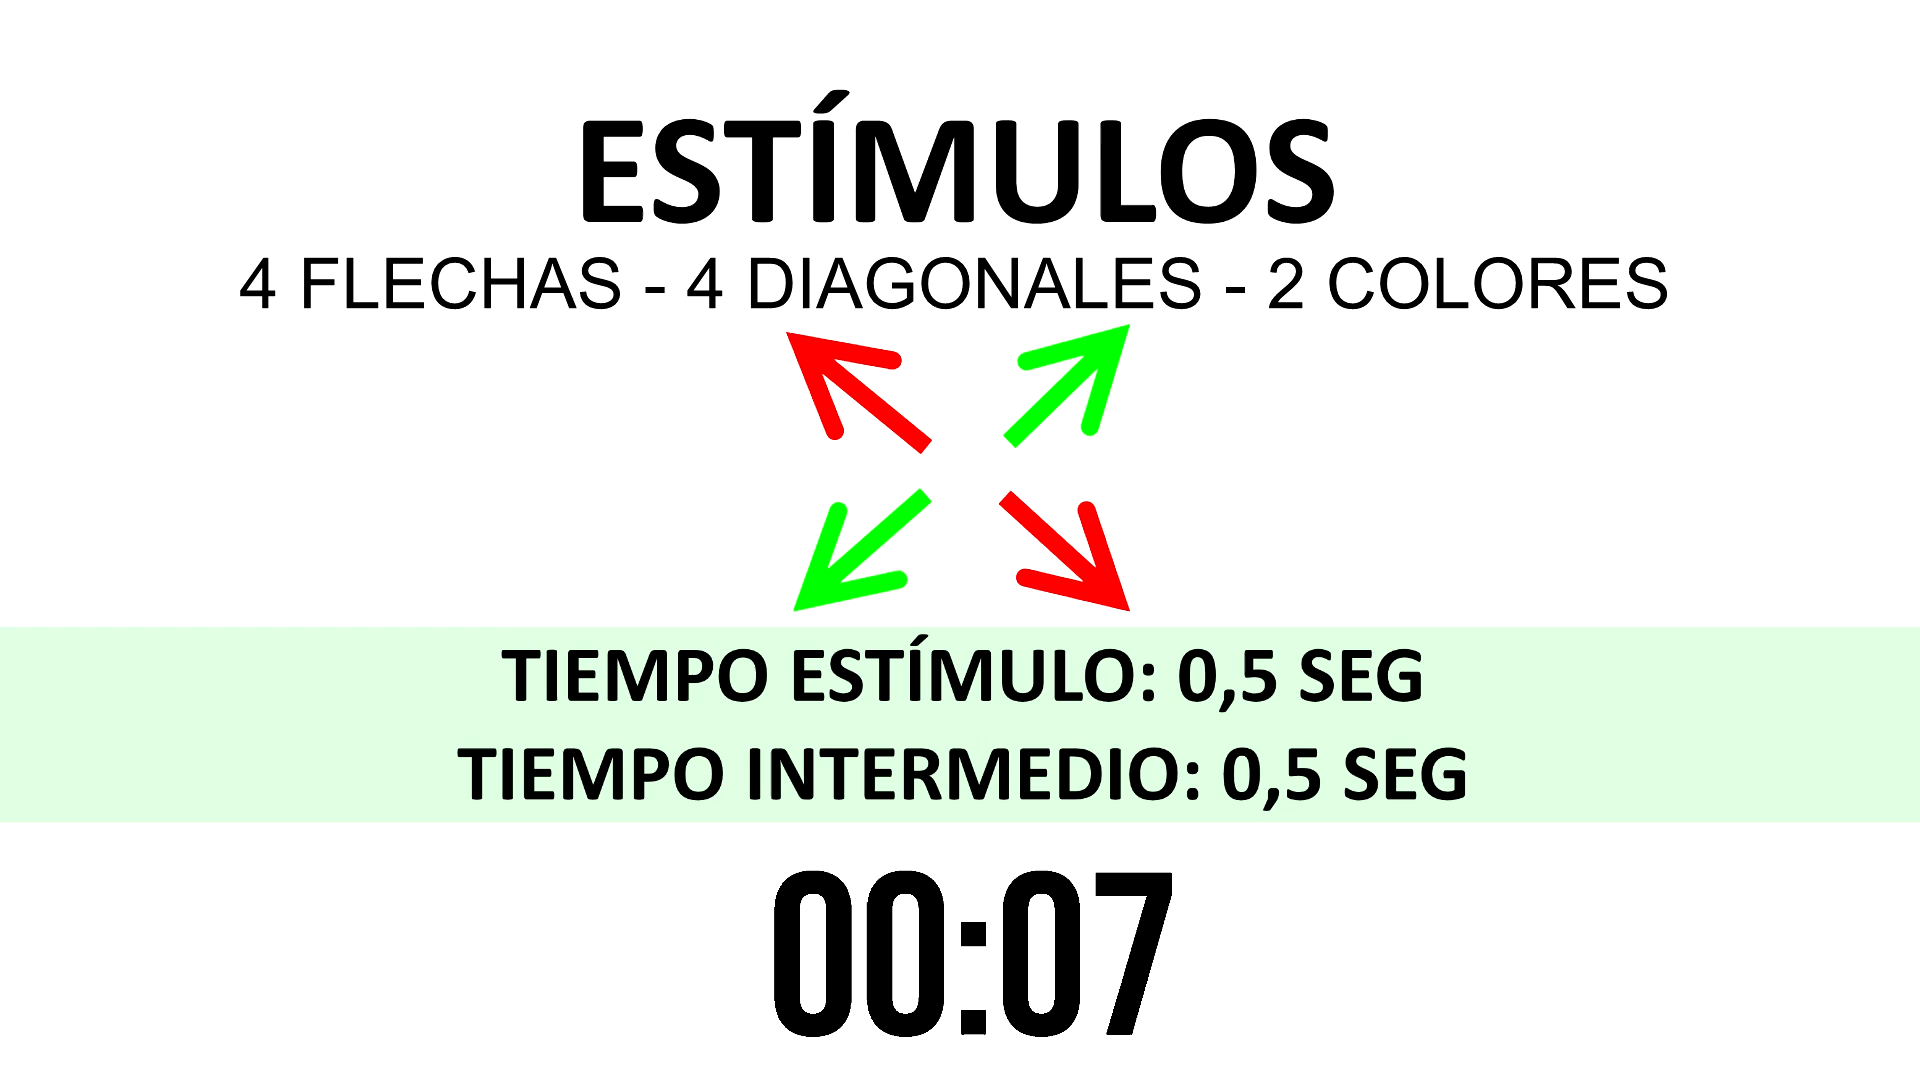 ESTÍMULOS
4 FLECHAS - 4 DIAGONALES - 2 COLORES
TIEMPO ESTÍMULO: 0,5 SEG
TIEMPO INTERMEDIO: 0,5 SEG
00:07